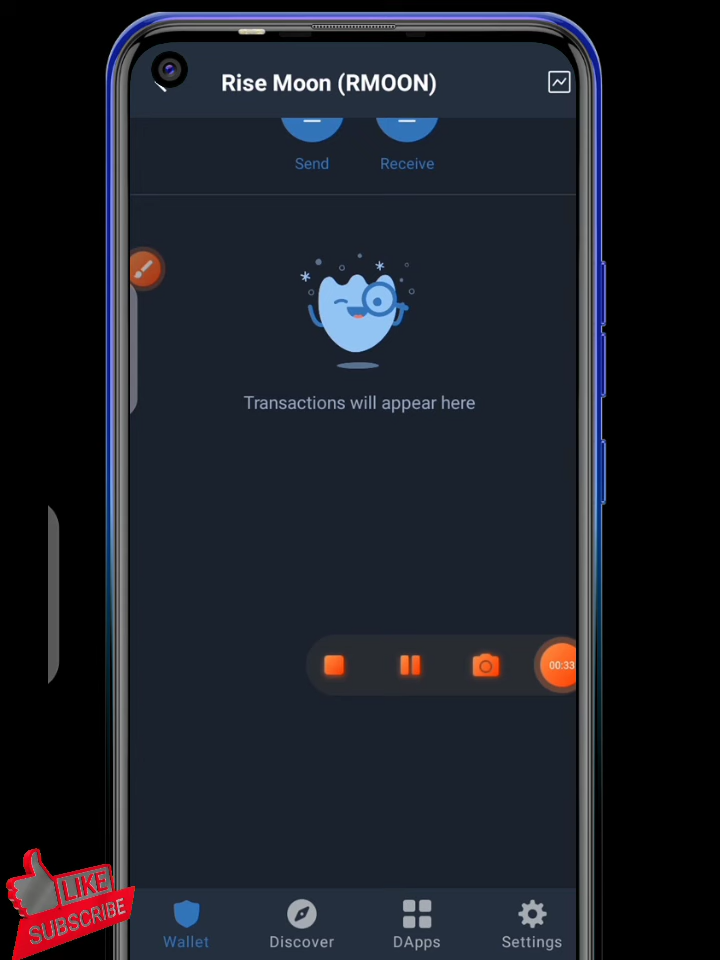 Rise Moon (RMOON)
Send
Receive
Transactions will appear here
00:33
LIKE
SUBSCRIBE
Wallet
Discover
DApps
Settings